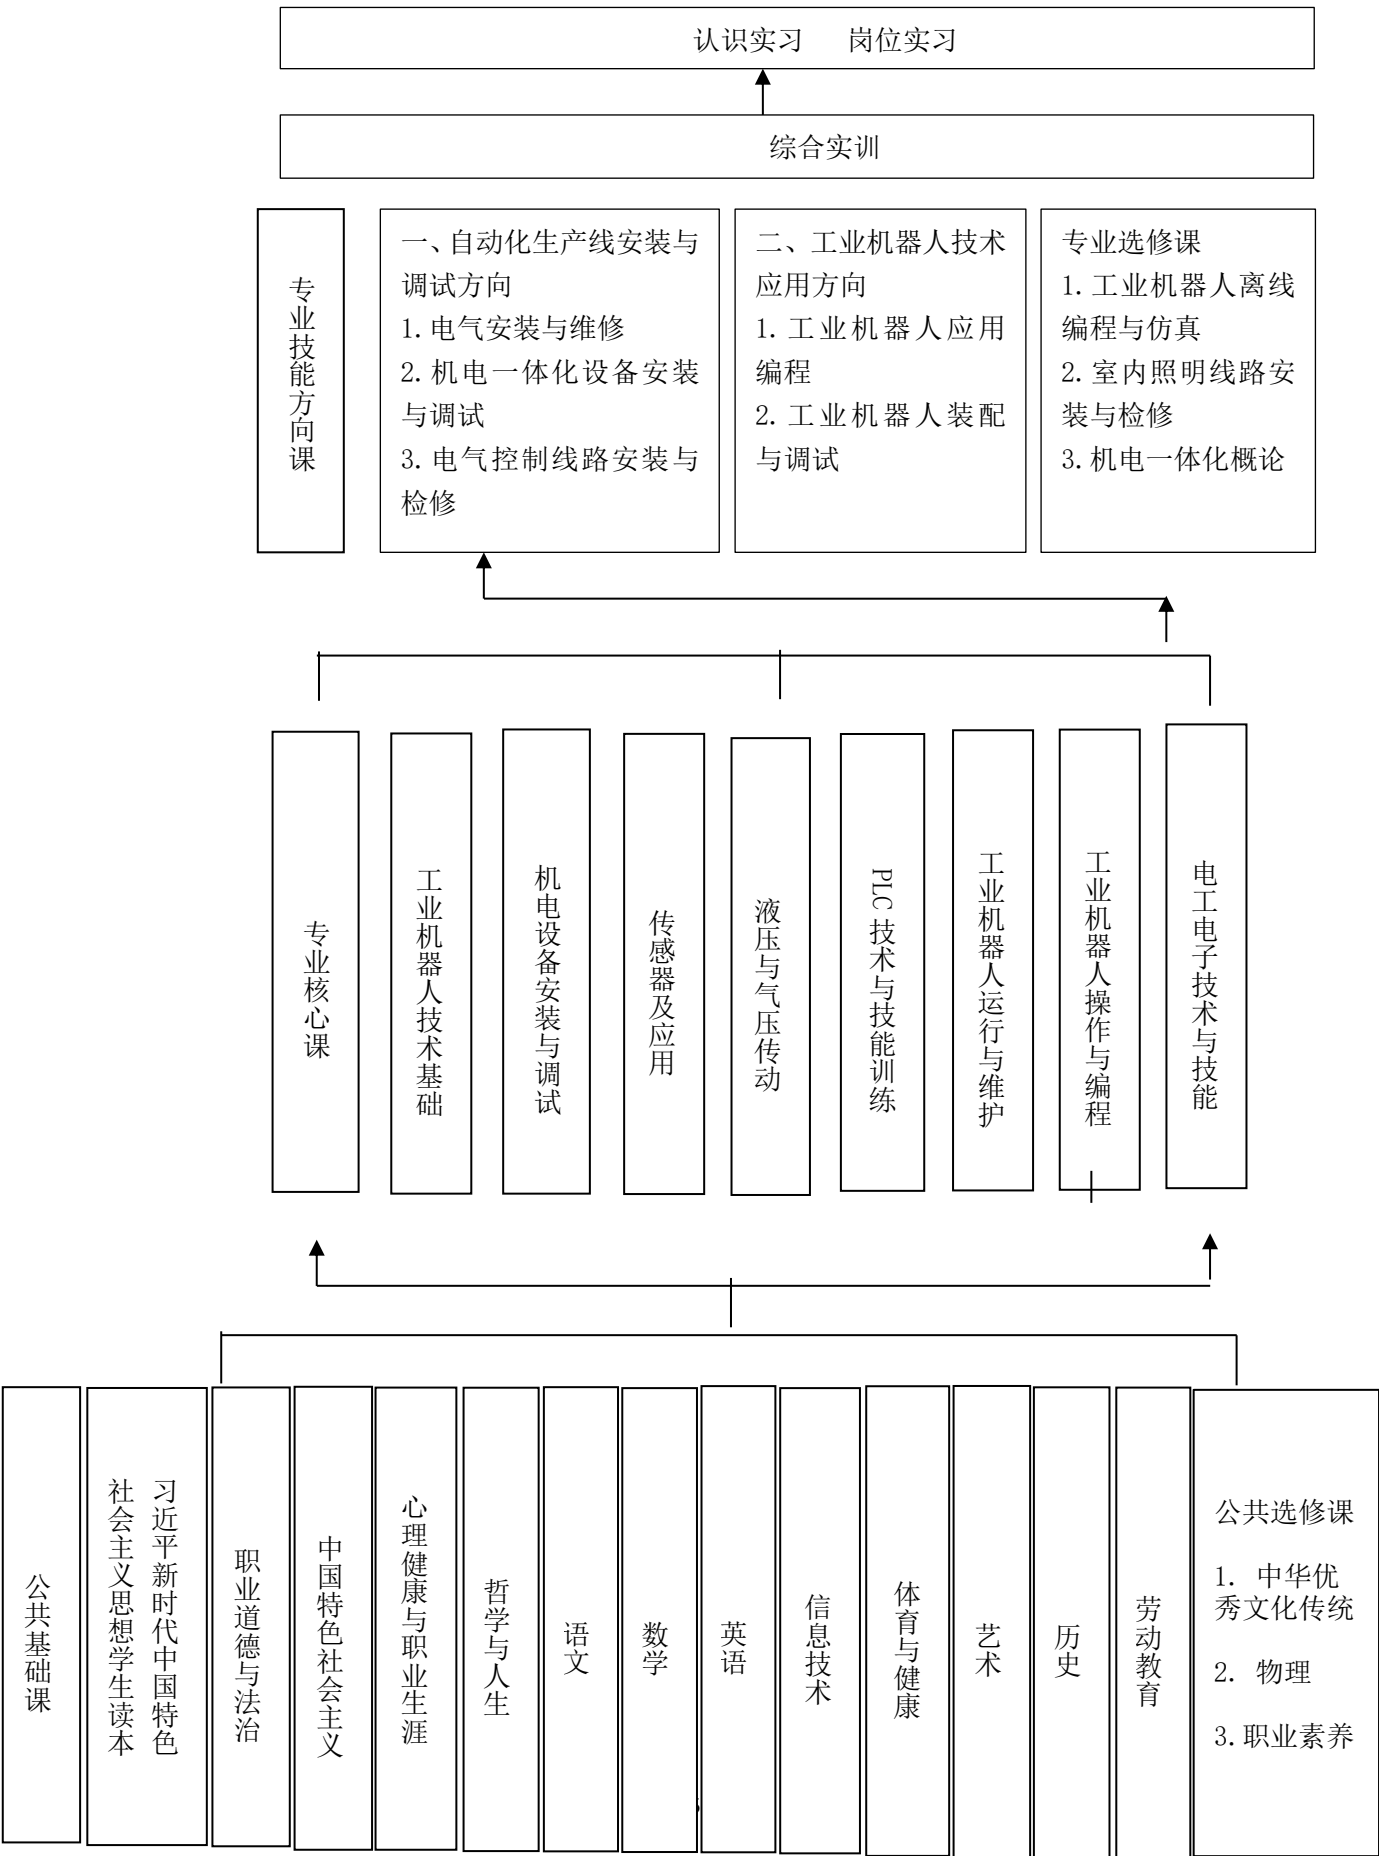 认识实习 岗位实习
综合实训
专业技能方向课
一、自动化生产线安装与
调试方向
1.电气安装与维修
2.机电一体化设备安装
与调试
3.电气控制线路安装与
检修
二、工业机器人技术
应用方向
1.工业机器人应用
编程
2.工业机器人装配
与调试
专业选修课
1.工业机器人离线
编程与仿真
2.室内照明线路安
装与检修
3.机电一体化概论
专业核心课
工业机器人技术基础
机电设备安装与调试
传感器及应用
液压与气压传动
PLC 技术与技能训练
工业机器人运行与维护
工业机器人操作与编程
电工电子技术与技能
公共基础课
习近平新时代中国特色
社会主义思想学生读本
职业道德与法治
中国特色社会主义
心理健康与职业生涯
哲学与人生
语文
数学
英语
信息技术
体育与健康
艺术
历史
劳动教育
公共选修课
1. 中华优
秀文化传统
2. 物理
3.职业素养